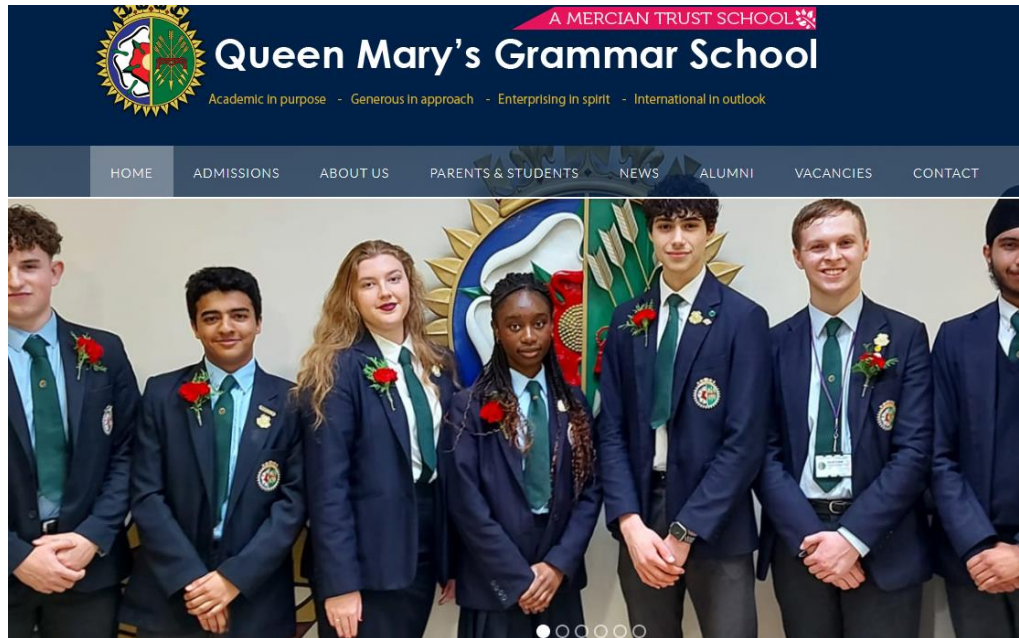 A MERCIAN TRUST SCHOOL
Queen Mary's Grammar School
Academic in purpose - Generous in approach - Enterprising in spirit - International in outlook
HOME ADMISSIONS ABOUT US PARENTS & STUDENTS NEWS ALUMNI VACANCIES CONTACT